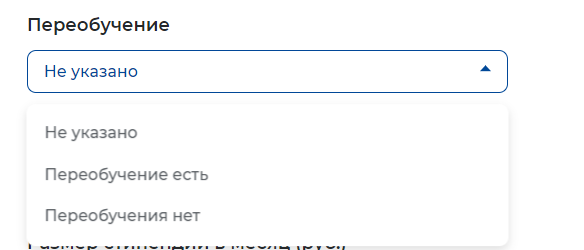 Переобучение
Не указано
Не указано
Переобучение есть
Переобучения нет